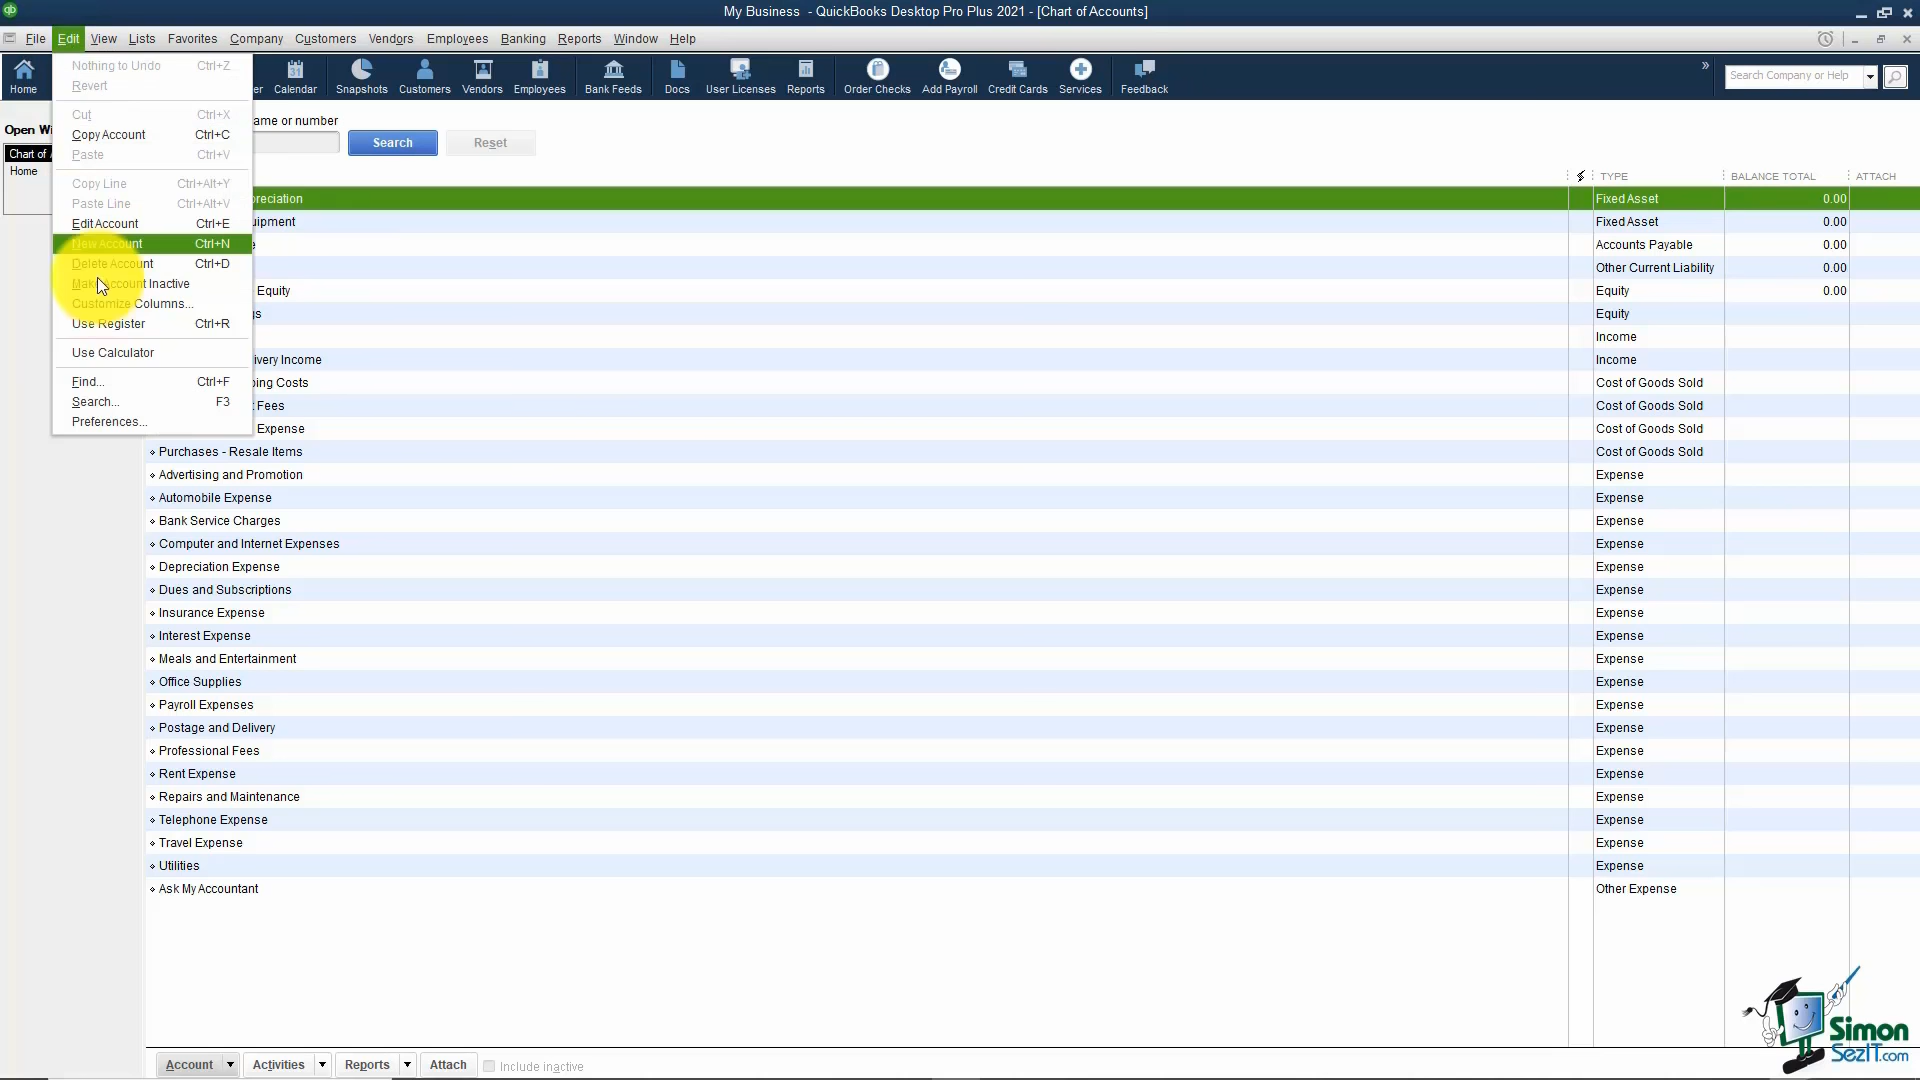 My Business - QuickBooks Desktop Pro Plus 2021 - [Chart of Accounts]
File Edit View Lists Favorites Company Customers Vendors Employees Banking Reports Window Help
Home er Calendar Snapshots Customers Vendors Employees Bank Feeds Docs User Licenses Reports Order Checks Add Payroll Credit Cards Services Feedback
Search Company or Help
Nothing to Undo Ctrl+Z
Revert
Cut Ctrl+X
Copy Account Ctrl+C
Paste Ctrl+V
Copy Line Ctrl+Alt+Y
Paste Line Ctrl+Alt+V
Edit Account Ctrl+E
New Account Ctrl+N
Delete Account Ctrl+D
Make Account Inactive
Customize Columns...
Use Register Ctrl+R
Use Calculator
Find... Ctrl+F
Search... F3
Preferences...
Open Wi
Chart of A
Home
ame or number
Search Reset
TYPE BALANCE TOTAL ATTACH
reciation Fixed Asset 0.00
uipment Fixed Asset 0.00
e Accounts Payable 0.00
Other Current Liability 0.00
Equity Equity 0.00
gs Equity
Income
ivery Income Income
ping Costs Cost of Goods Sold
t Fees Cost of Goods Sold
Expense Cost of Goods Sold
Purchases - Resale Items Cost of Goods Sold
Advertising and Promotion Expense
Automobile Expense Expense
Bank Service Charges Expense
Computer and Internet Expenses Expense
Depreciation Expense Expense
Dues and Subscriptions Expense
Insurance Expense Expense
Interest Expense Expense
Meals and Entertainment Expense
Office Supplies Expense
Payroll Expenses Expense
Postage and Delivery Expense
Professional Fees Expense
Rent Expense Expense
Repairs and Maintenance Expense
Telephone Expense Expense
Travel Expense Expense
Utilities Expense
Ask My Accountant Other Expense
Account Activities Reports Attach Include inactive
Simon
SezIT.com